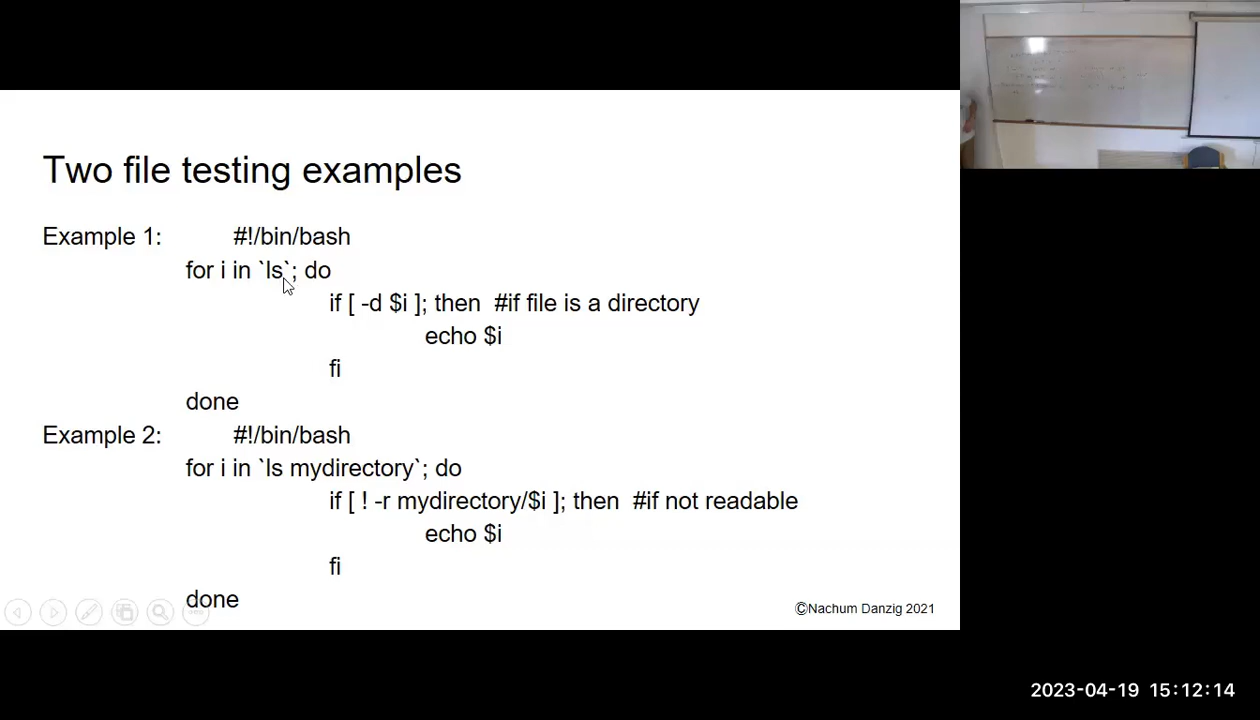 Two file testing examples
Example 1: #!/bin/bash
for i in `ls`; do
if [ -d $i ]; then #if file is a directory
echo $i
fi
done
Example 2: #!/bin/bash
for i in `ls mydirectory`; do
if [ ! -r mydirectory/$i ]; then #if not readable
echo $i
fi
done
©Nachum Danzig 2021
2023-04-19 15:12:14